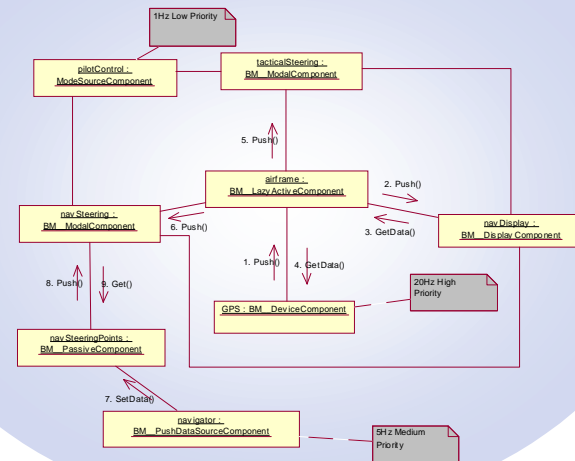 1Hz Low Priority
pilotControl :
ModeSourceComponent
tacticalSteering :
BM__ModalComponent
5. Push()
airframe :
BM__LazyActiveComponent
2. Push()
navSteering :
BM__ModalComponent
6. Push()
3. GetData()
navDisplay :
BM__DisplayComponent
8. Push()
9. Get()
1. Push()
4. GetData()
20Hz High
Priority
GPS : BM__DeviceComponent
navSteeringPoints :
BM__PassiveComponent
7. SetData()
navigator :
BM__PushDataSourceComponent
5Hz Medium
Priority